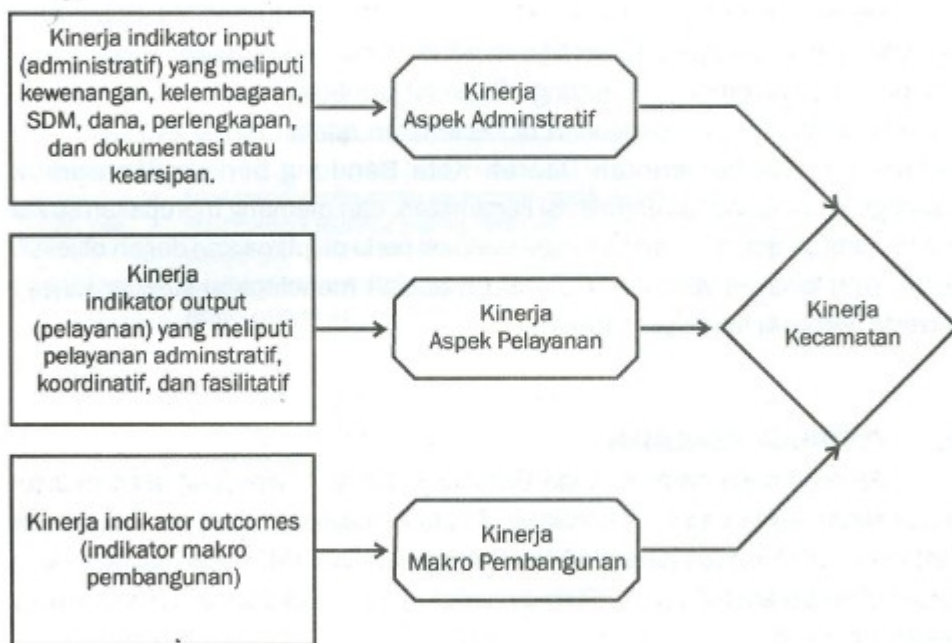 Kinerja indikator input
(administratif) yang meliputi
kewenangan, kelembagaan,
SDM, dana, perlengkapan,
dan dokumentasi atau
kearsipan.
Kinerja
Aspek Adminstratif
Kinerja
indikator output
(pelayanan) yang meliputi
pelayanan adminstratif,
koordinatif, dan fasilitatif
Kinerja
Aspek Pelayanan
Kinerja
Kecamatan
Kinerja indikator outcomes
(indikator makro
pembangunan)
Kinerja
Makro Pembangunan